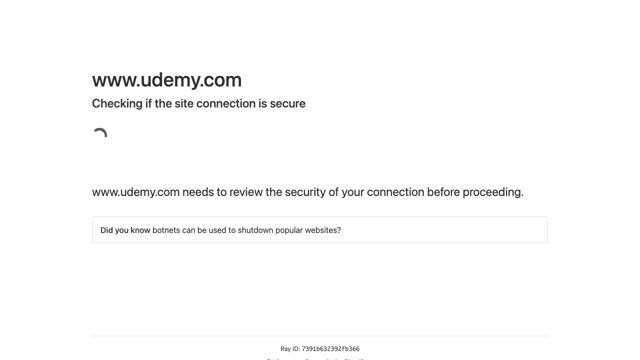 www.udemy.com
Checking if the site connection is secure
www.udemy.com needs to review the security of your connection before proceeding.
Did you know botnets can be used to shutdown popular websites?
Ray ID: 7391b632392fb366